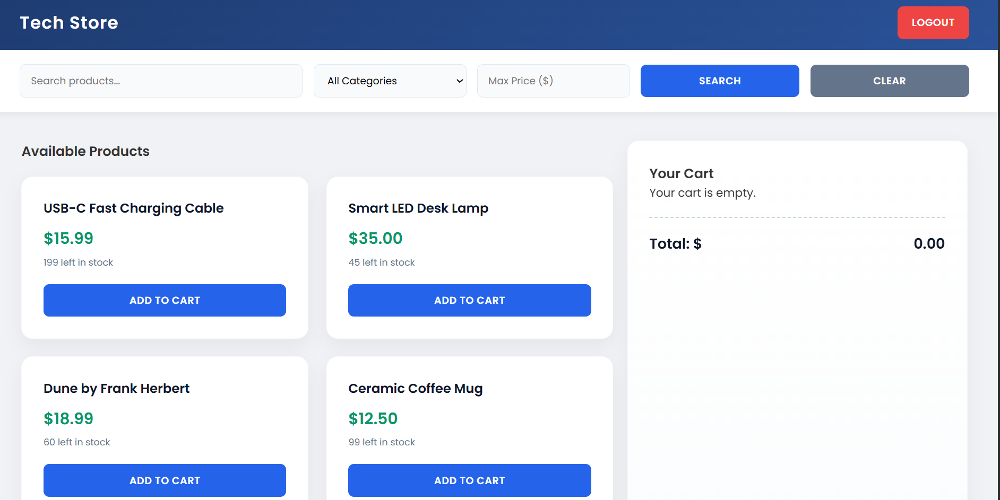 Tech Store
LOGOUT
Search products...
All Categories
Max Price ($)
SEARCH
CLEAR
Available Products
USB-C Fast Charging Cable
$15.99
199 left in stock
ADD TO CART
Smart LED Desk Lamp
$35.00
45 left in stock
ADD TO CART
Dune by Frank Herbert
$18.99
60 left in stock
ADD TO CART
Ceramic Coffee Mug
$12.50
99 left in stock
ADD TO CART
Your Cart
Your cart is empty.
Total: $ 0.00